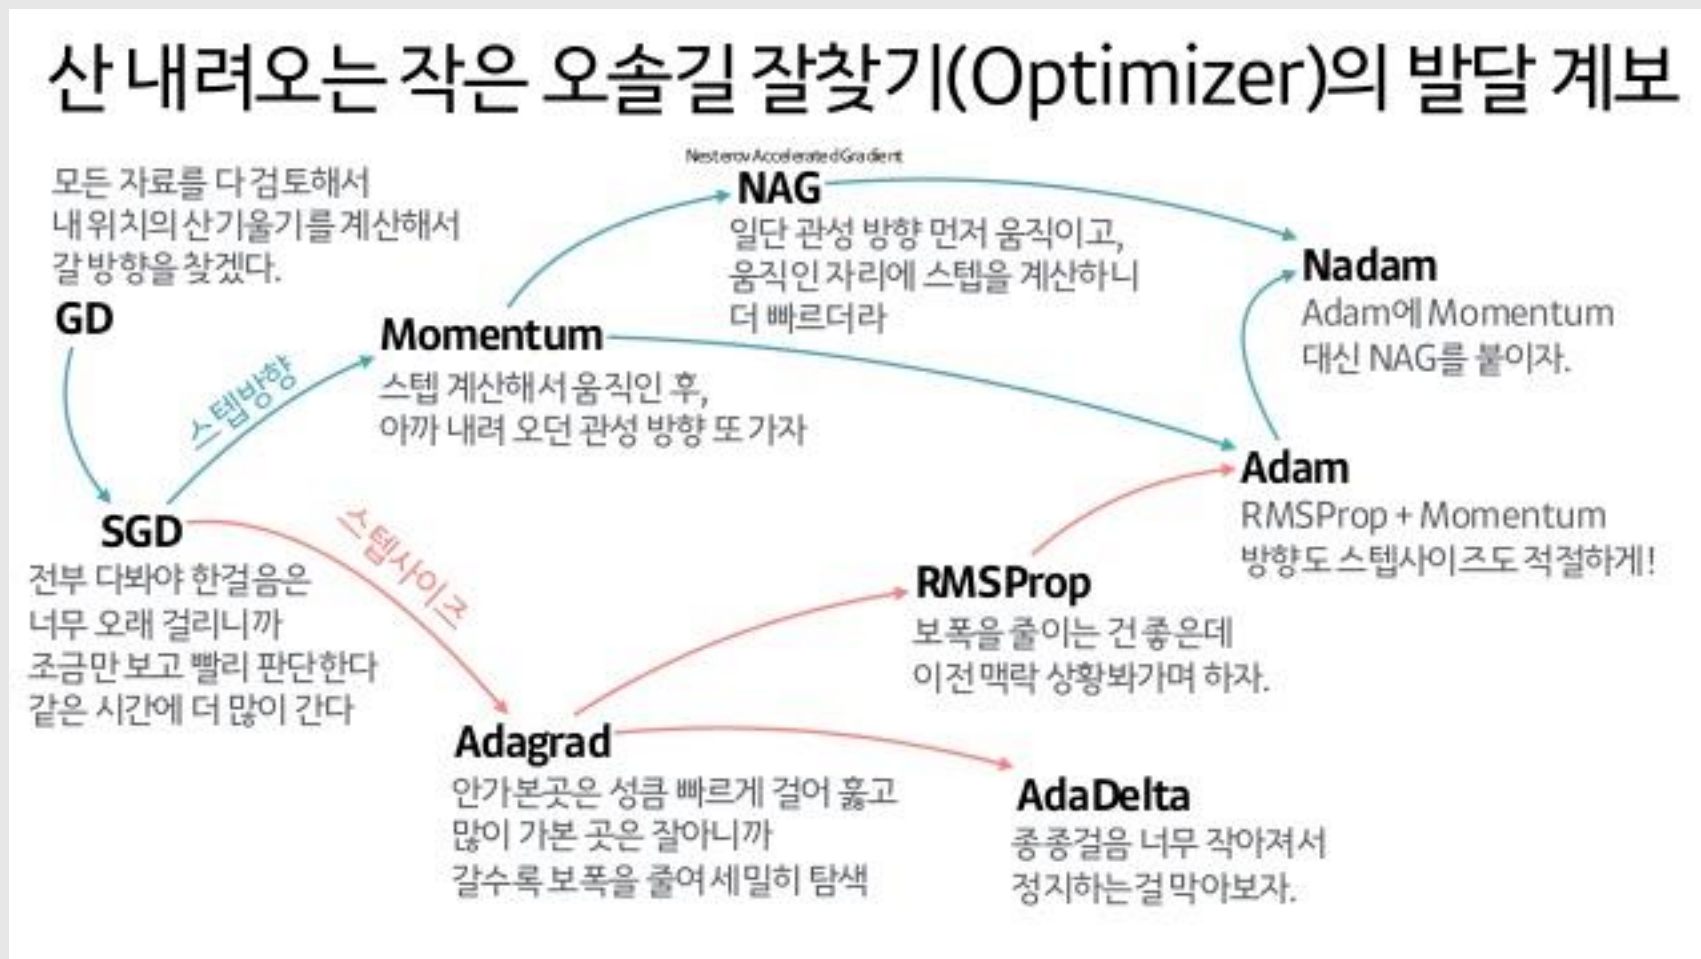 산 내려오는 작은 오솔길 잘찾기(Optimizer)의 발달 계보
모든 자료를 다 검토해서
내 위치의 산기울기를 계산해서
갈 방향을 찾겠다.
GD
스텝방향
SGD
전부 다봐야 한걸음은
너무 오래 걸리니까
조금만 보고 빨리 판단한다
같은 시간에 더 많이 간다
스텝사이즈
Momentum
스텝 계산해서 움직인 후,
아까 내려 오던 관성 방향 또 가자
Nesterov Accelerated Gradient
NAG
일단 관성 방향 먼저 움직이고,
움직인 자리에 스텝을 계산하니
더 빠르더라
Nadam
Adam에 Momentum
대신 NAG를 붙이자.
Adam
RMSProp + Momentum
방향도 스텝사이즈도 적절하게!
RMSProp
보폭을 줄이는 건 좋은데
이전 맥락 상황봐가며 하자.
Adagrad
안가본곳은 성큼 빠르게 걸어 훓고
많이 가본 곳은 잘아니까
갈수록 보폭을 줄여 세밀히 탐색
AdaDelta
종종걸음 너무 작아져서
정지하는걸 막아보자.